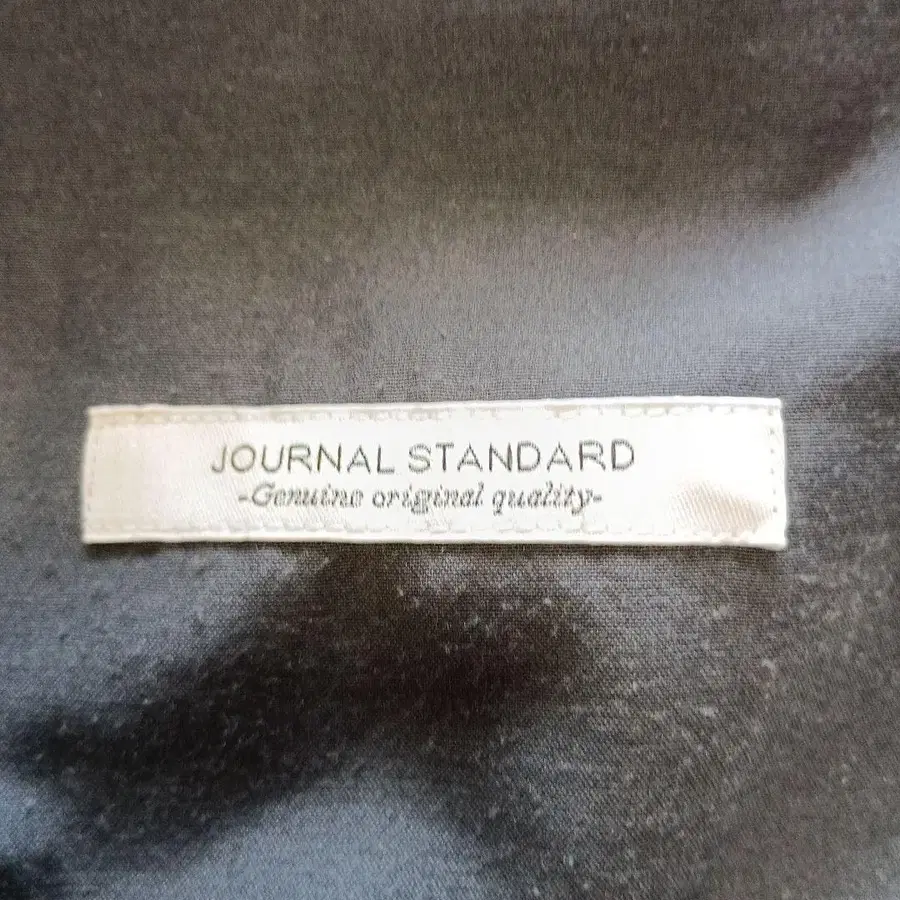 JOURNAL STANDARD
-Genuine original quality-